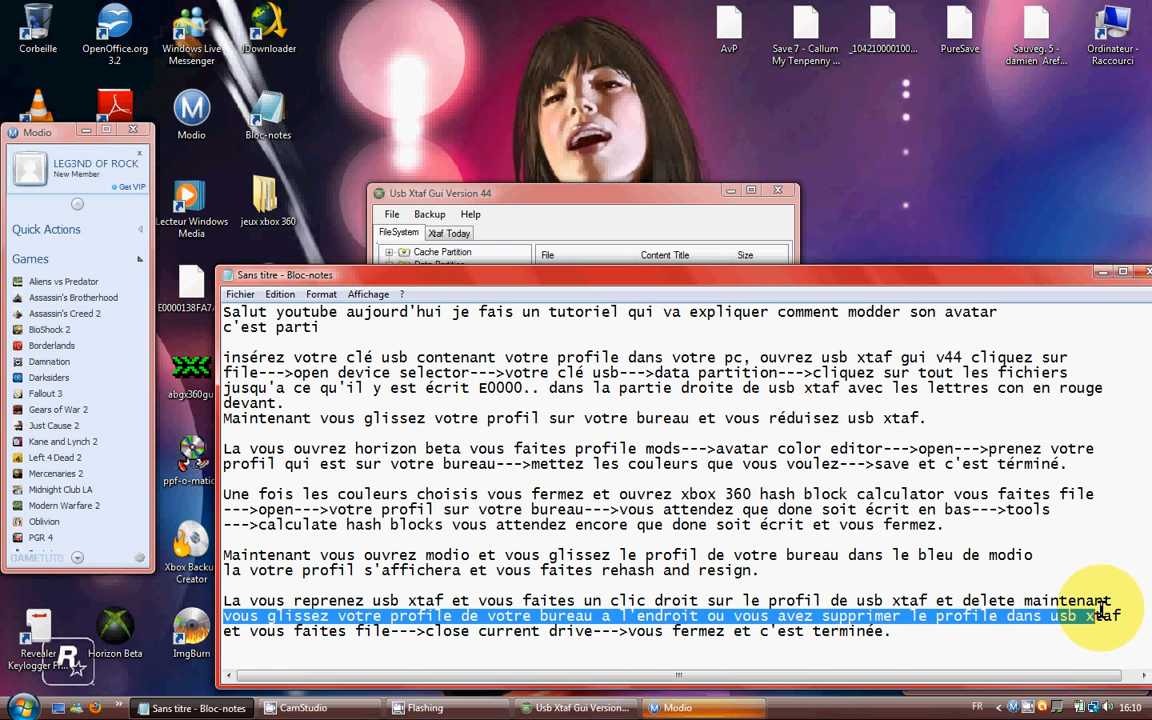 Corbeille
OpenOffice.org 3.2
Windows Live Messenger
JDownloader
AvP
Save 7 - Callum My Tenpenny ...
_104210000100...
PureSave
Sauveg. 5 - damien_Aref...
Ordinateur - Raccourci
Modio
Bloc-notes
Modio
LEG3ND OF ROCK
New Member
Get VIP
Quick Actions
Games
Aliens vs Predator
Assassin's Brotherhood
Assassin's Creed 2
BioShock 2
Borderlands
Damnation
Darksiders
Fallout 3
Gears of War 2
Just Cause 2
Kane and Lynch 2
Left 4 Dead 2
Mercenaries 2
Midnight Club LA
Modern Warfare 2
Oblivion
PGR 4
GAMETUTS
Lecteur Windows Media
jeux xbox 360
E0000138FA7
abgx360gu
ppf-o-matic
Xbox Backu Creator
Revealer Keylogger Fr...
Horizon Beta
ImgBurn
Usb Xtaf Gui Version 44
File Backup Help
FileSystem Xtaf Today
Cache Partition
File Content Title Size
Sans titre - Bloc-notes
Fichier Edition Format Affichage ?
Salut youtube aujourd'hui je fais un tutoriel qui va expliquer comment modder son avatar
c'est parti
insérez votre clé usb contenant votre profile dans votre pc, ouvrez usb xtaf gui v44 cliquez sur
file--->open device selector--->votre clé usb--->data partition--->cliquez sur tout les fichiers
jusqu'a ce qu'il y est écrit E0000.. dans la partie droite de usb xtaf avec les lettres con en rouge
devant.
Maintenant vous glissez votre profil sur votre bureau et vous réduisez usb xtaf.
La vous ouvrez horizon beta vous faites profile mods--->avatar color editor--->open--->prenez votre
profil qui est sur votre bureau--->mettez les couleurs que vous voulez--->save et c'est términé.
Une fois les couleurs choisis vous fermez et ouvrez xbox 360 hash block calculator vous faites file
--->open--->votre profil sur votre bureau--->vous attendez que done soit écrit en bas--->tools
--->calculate hash blocks vous attendez encore que done soit écrit et vous fermez.
Maintenant vous ouvrez modio et vous glissez le profil de votre bureau dans le bleu de modio
la votre profil s'affichera et vous faites rehash and resign.
La vous reprenez usb xtaf et vous faites un clic droit sur le profil de usb xtaf et delete maintenant
vous glissez votre profile de votre bureau a l'endroit ou vous avez supprimer le profile dans usb xtaf
et vous faites file--->close current drive--->vous fermez et c'est terminée.
Sans titre - Bloc-notes
CamStudio
Flashing
Usb Xtaf Gui Version...
Modio
FR
16:10